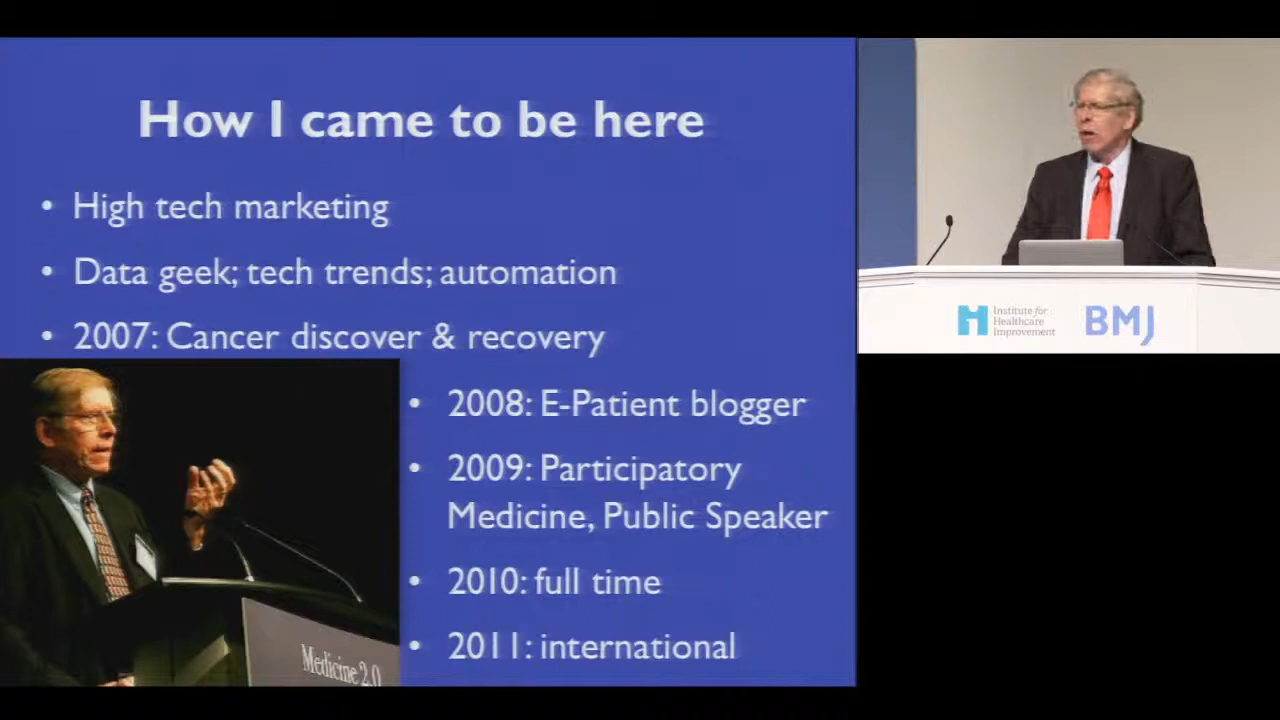 How I came to be here
• High tech marketing
• Data geek; tech trends; automation
• 2007: Cancer discover & recovery
• 2008: E-Patient blogger
• 2009: Participatory
Medicine, Public Speaker
• 2010: full time
• 2011: international
Medicine 2.0
Institute for
Healthcare
Improvement
BMJ